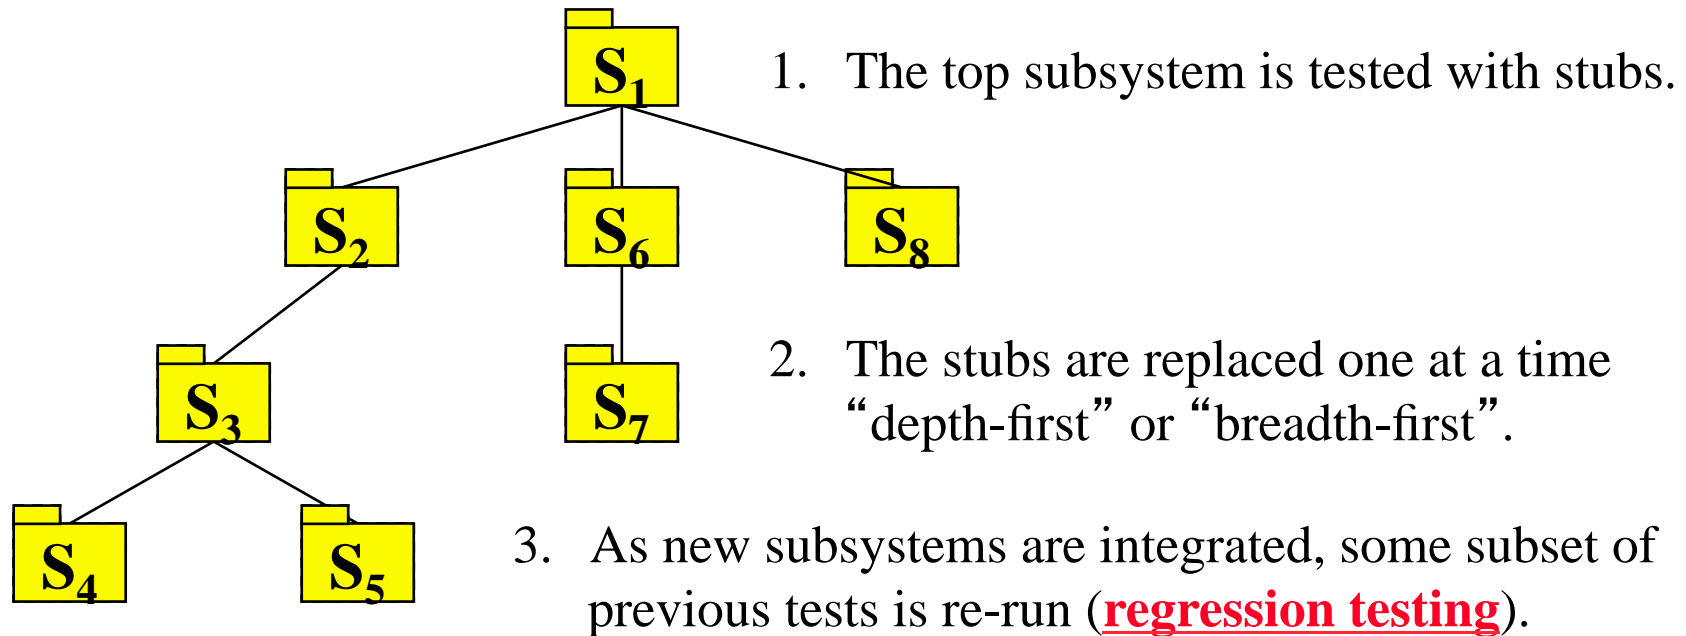 S₁
1. The top subsystem is tested with stubs.
S₂
S₆
S₈
2. The stubs are replaced one at a time
“depth-first” or “breadth-first”.
S₃
S₇
3. As new subsystems are integrated, some subset of
previous tests is re-run (regression testing).
S₄
S₅